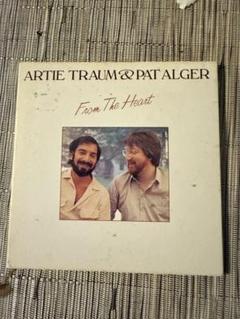 ARTIE TRAUM & PAT ALGER
From The Heart